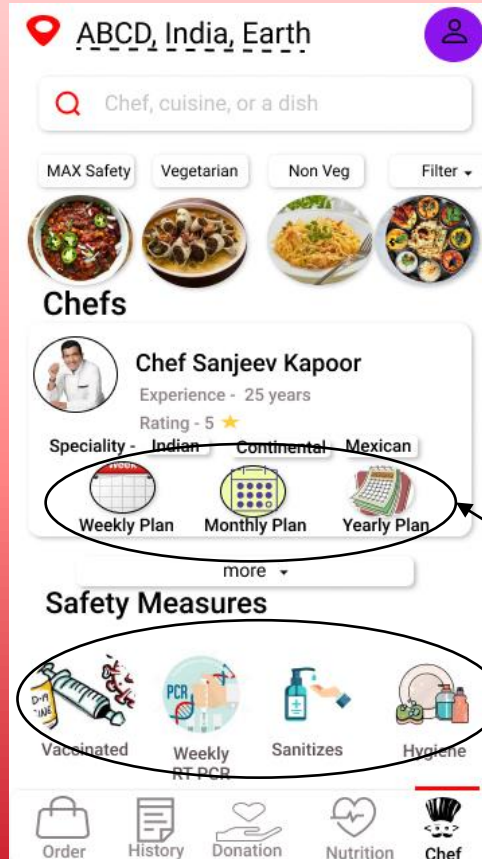 ABCD, India, Earth
Chef, cuisine, or a dish
MAX Safety Vegetarian Non Veg Filter
Chefs
Chef Sanjeev Kapoor
Experience - 25 years
Rating - 5
Speciality - Indian Continental Mexican
Week
Weekly Plan Monthly Plan Yearly Plan
more
Safety Measures
PCR
Vaccinated Weekly RT PCR Sanitizes Hygiene
Order History Donation Nutrition Chef